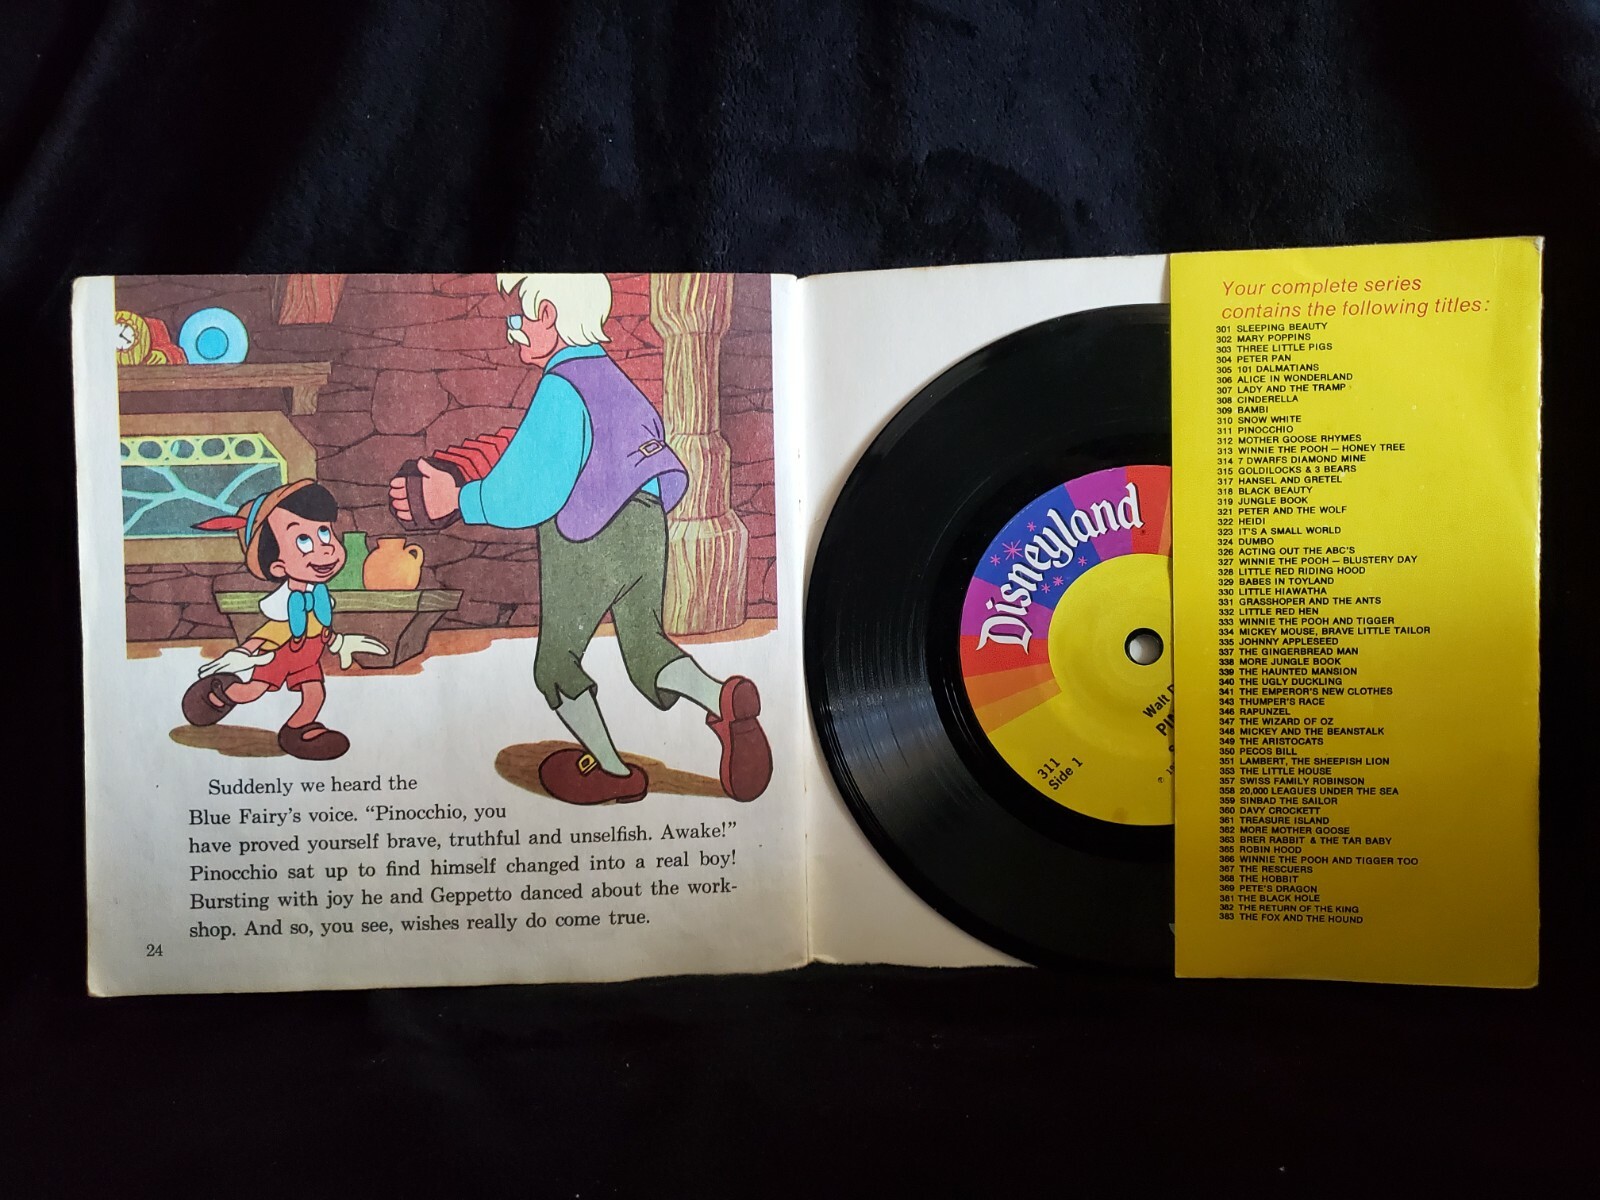 Suddenly we heard the
Blue Fairy's voice. "Pinocchio, you
have proved yourself brave, truthful and unselfish. Awake!"
Pinocchio sat up to find himself changed into a real boy!
Bursting with joy he and Geppetto danced about the work-
shop. And so, you see, wishes really do come true.
24
Disneyland
Walt
311
Side 1
Your complete series
contains the following titles:
301 SLEEPING BEAUTY
302 MARY POPPINS
303 THREE LITTLE PIGS
304 PETER PAN
305 101 DALMATIANS
306 ALICE IN WONDERLAND
307 LADY AND THE TRAMP
308 CINDERELLA
309 BAMBI
310 SNOW WHITE
311 PINOCCHIO
312 MOTHER GOOSE RHYMES
313 WINNIE THE POOH — HONEY TREE
314 7 DWARFS DIAMOND MINE
315 GOLDILOCKS & 3 BEARS
317 HANSEL AND GRETEL
318 BLACK BEAUTY
319 JUNGLE BOOK
321 PETER AND THE WOLF
322 HEIDI
323 IT'S A SMALL WORLD
324 DUMBO
326 ACTING OUT THE ABC'S
327 WINNIE THE POOH — BLUSTERY DAY
328 LITTLE RED RIDING HOOD
329 BABES IN TOYLAND
330 LITTLE HIAWATHA
331 GRASSHOPER AND THE ANTS
332 LITTLE RED HEN
333 WINNIE THE POOH AND TIGGER
334 MICKEY MOUSE, BRAVE LITTLE TAILOR
335 JOHNNY APPLESEED
337 THE GINGERBREAD MAN
338 MORE JUNGLE BOOK
339 THE HAUNTED MANSION
340 THE UGLY DUCKLING
341 THE EMPEROR'S NEW CLOTHES
343 THUMPER'S RACE
346 RAPUNZEL
347 THE WIZARD OF OZ
348 MICKEY AND THE BEANSTALK
349 THE ARISTOCATS
350 PECOS BILL
351 LAMBERT, THE SHEEPISH LION
353 THE LITTLE HOUSE
357 SWISS FAMILY ROBINSON
358 20,000 LEAGUES UNDER THE SEA
359 SINBAD THE SAILOR
360 DAVY CROCKETT
361 TREASURE ISLAND
362 MORE MOTHER GOOSE
363 BRER RABBIT & THE TAR BABY
365 ROBIN HOOD
366 WINNIE THE POOH AND TIGGER TOO
367 THE RESCUERS
368 THE HOBBIT
369 PETE'S DRAGON
381 THE BLACK HOLE
382 THE RETURN OF THE KING
383 THE FOX AND THE HOUND